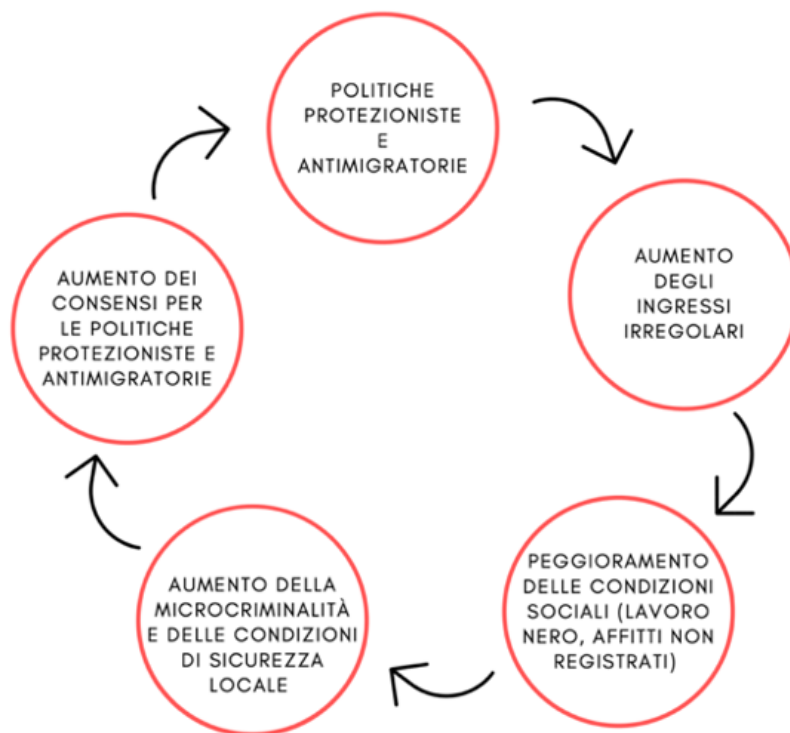 POLITICHE
PROTEZIONISTE
E
ANTIMIGRATORIE
AUMENTO
DEGLI
INGRESSI
IRREGOLARI
PEGGIORAMENTO
DELLE CONDIZIONI
SOCIALI (LAVORO
NERO, AFFITTI NON
REGISTRATI)
AUMENTO DELLA
MICROCRIMINALITÀ
E DELLE CONDIZIONI
DI SICUREZZA
LOCALE
AUMENTO DEI
CONSENSI PER
LE POLITICHE
PROTEZIONISTE E
ANTIMIGRATORIE